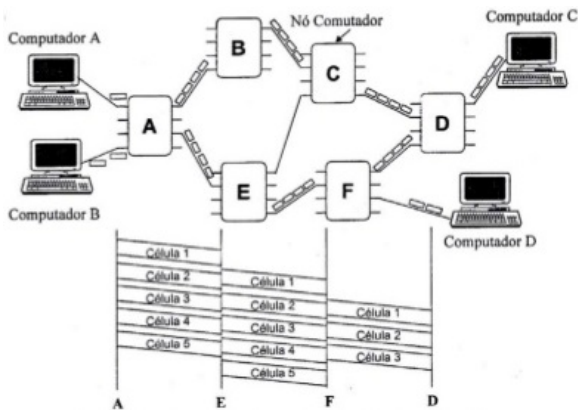 Computador A
B
Nó Comutador
Computador C
C
A
D
E
F
Computador B
Computador D
Célula 1
Célula 2
Célula 3
Célula 4
Célula 5
Célula 1
Célula 2
Célula 3
Célula 4
Célula 5
Célula 1
Célula 2
Célula 3
A
E
F
D